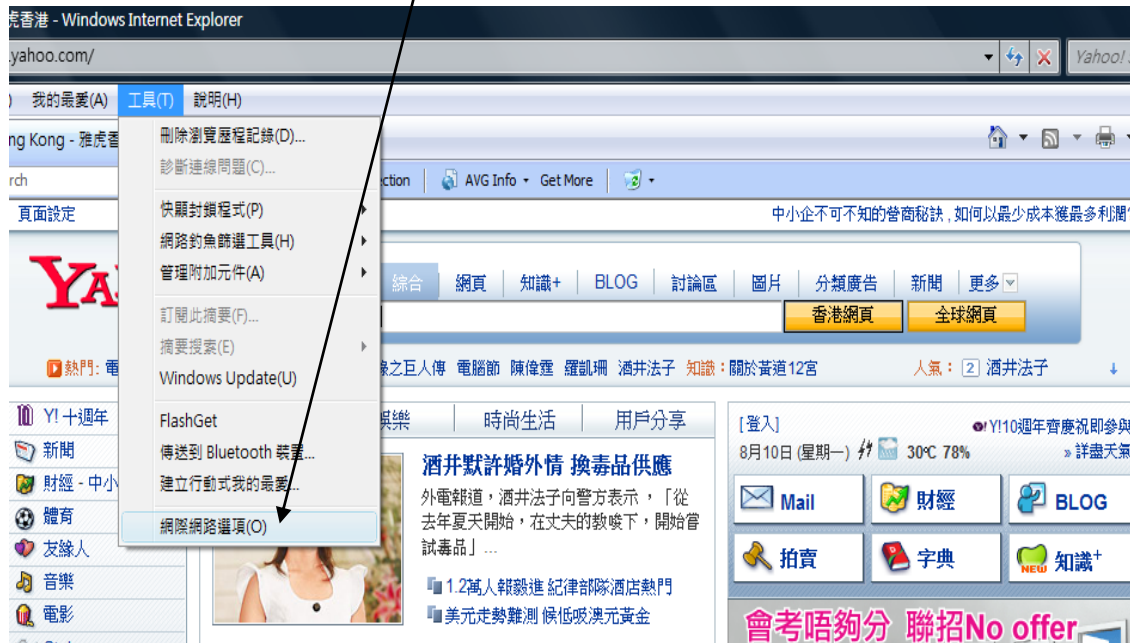 虎香港 - Windows Internet Explorer
.yahoo.com/
Yahoo!
) 我的最愛(A) 工具(T) 說明(H)
ng Kong - 雅虎香
rch
ction AVG Info Get More
頁面設定
中小企不可不知的營商秘訣 , 如何以最少成本獲最多利潤
刪除瀏覽歷程記錄(D)...
診斷連線問題(C)...
快顯封鎖程式(P)
網路釣魚篩選工具(H)
管理附加元件(A)
訂閱此摘要(F)...
摘要搜索(E)
Windows Update(U)
FlashGet
傳送到 Bluetooth 裝置...
建立行動式我的最愛...
網際網路選項(O)
YA
綜合 網頁 知識+ BLOG 討論區 圖片 分類廣告 新聞 更多
香港網頁 全球網頁
熱門: 電
之巨人傳 電腦節 陳偉霆 羅凱珊 酒井法子 知識 : 關於黃道12宮
人氣 : 2 酒井法子
Y! 十週年
新聞
財經 - 中小
體育
友緣人
音樂
電影
娛樂 時尚生活 用戶分享
酒井默許婚外情 換毒品供應
外電報道，酒井法子向警方表示 ，「從
去年夏天開始，在丈夫的教唆下，開始嘗
試毒品」...
1.2萬人報毅進 紀律部隊酒店熱門
美元走勢難測 候低吸澳元黃金
[登入]
Y!10週年齊慶祝即參與
8月10日 (星期一) 30°C 78%
» 詳盡天氣
Mail 財經 BLOG
拍賣 字典 NEW 知識+
會考唔夠分 聯招No offer